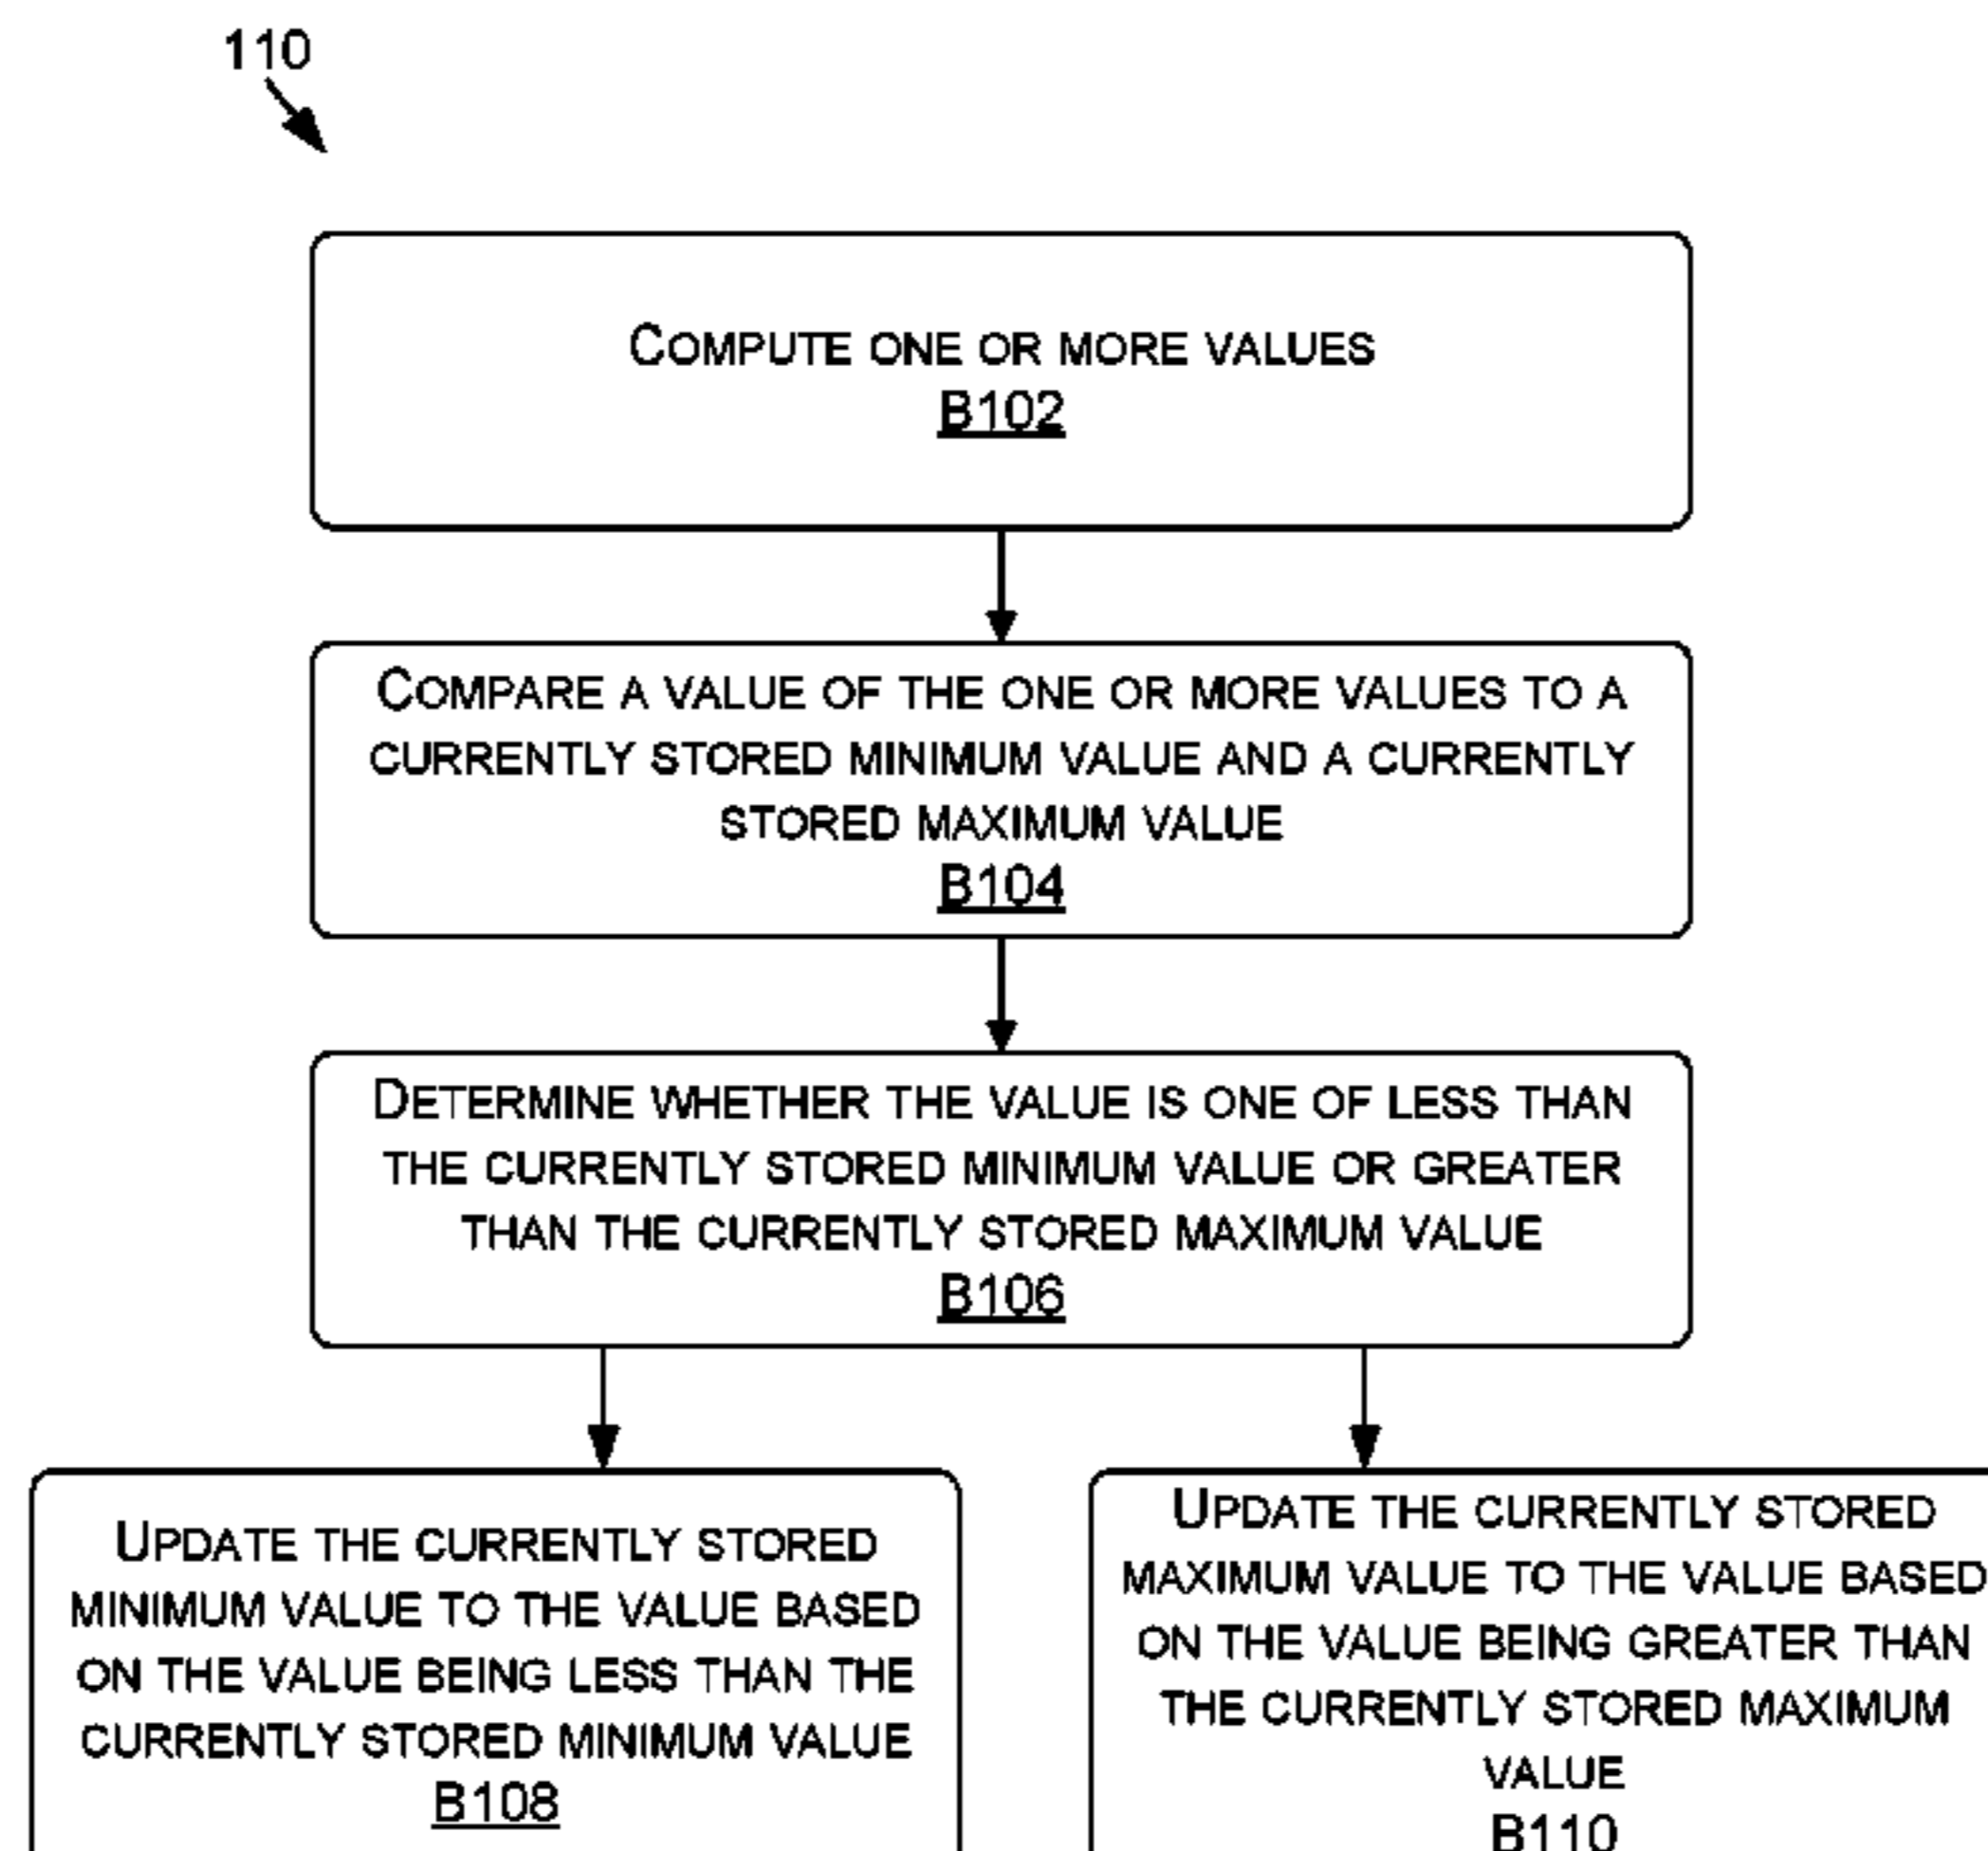 110
COMPUTE ONE OR MORE VALUES
B102
COMPARE A VALUE OF THE ONE OR MORE VALUES TO A
CURRENTLY STORED MINIMUM VALUE AND A CURRENTLY
STORED MAXIMUM VALUE
B104
DETERMINE WHETHER THE VALUE IS ONE OF LESS THAN
THE CURRENTLY STORED MINIMUM VALUE OR GREATER
THAN THE CURRENTLY STORED MAXIMUM VALUE
B106
UPDATE THE CURRENTLY STORED
MINIMUM VALUE TO THE VALUE BASED
ON THE VALUE BEING LESS THAN THE
CURRENTLY STORED MINIMUM VALUE
B108
UPDATE THE CURRENTLY STORED
MAXIMUM VALUE TO THE VALUE BASED
ON THE VALUE BEING GREATER THAN
THE CURRENTLY STORED MAXIMUM
VALUE
B110